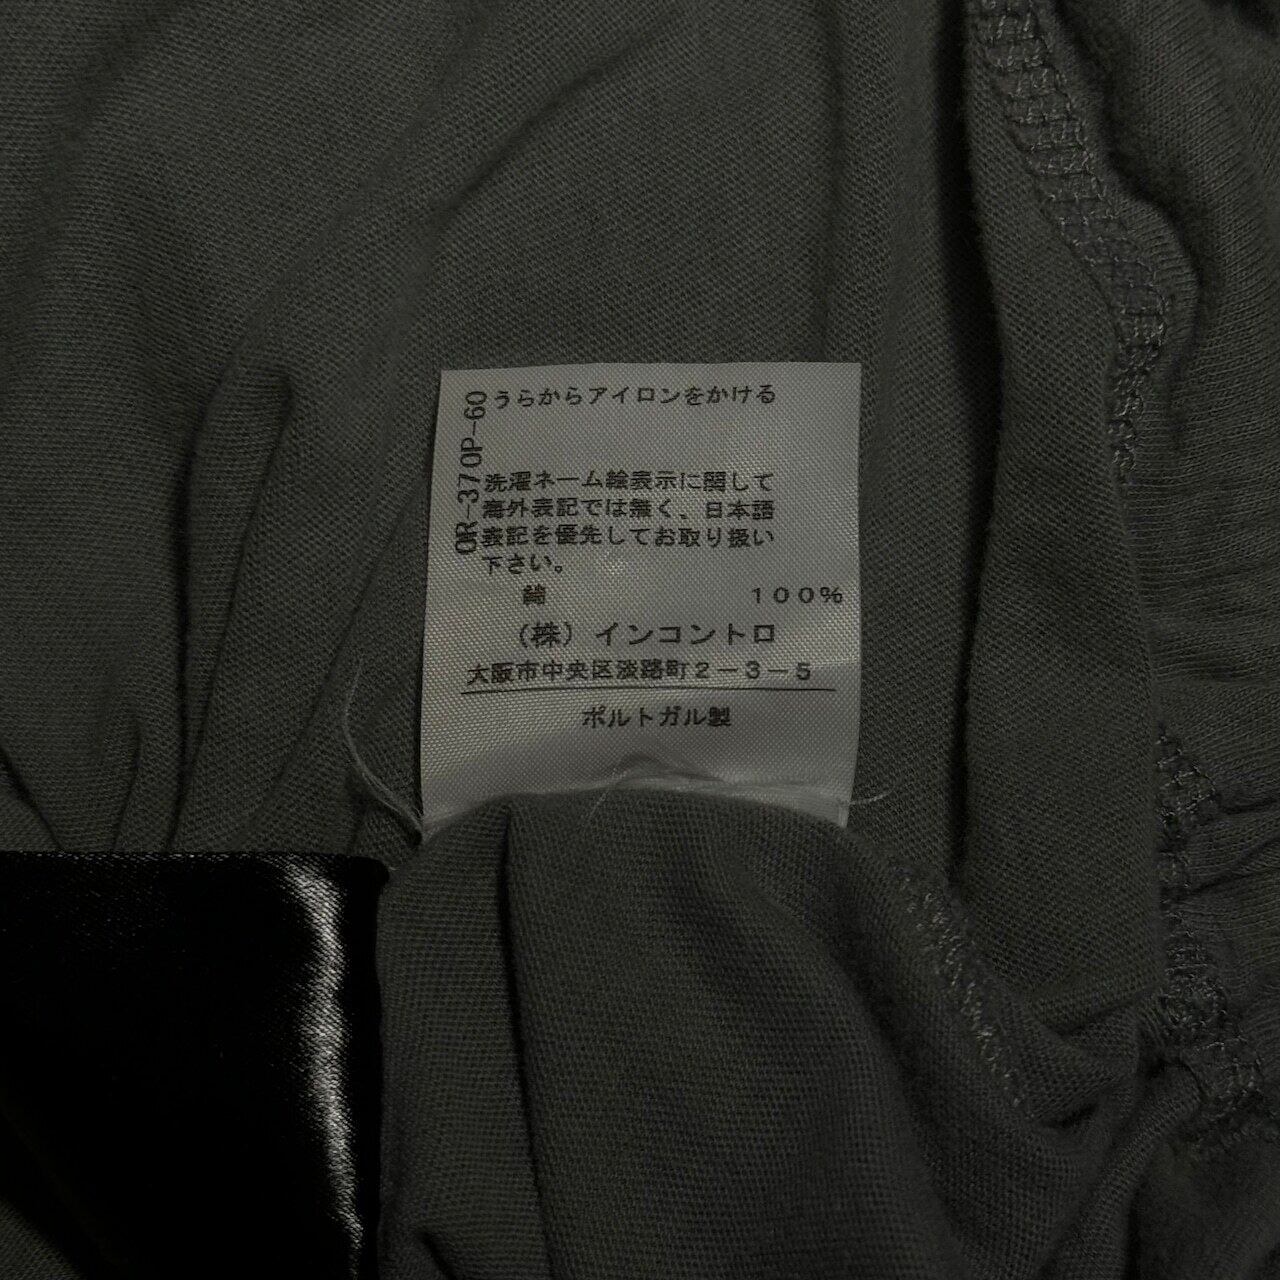 うらからアイロンをかける
OR-370P-60
洗濯ネーム絵表示に関して
海外表記では無く、日本語
表記を優先してお取り扱い
下さい。
綿 100%
(株)インコントロ
大阪市中央区淡路町2-3-5
ポルトガル製